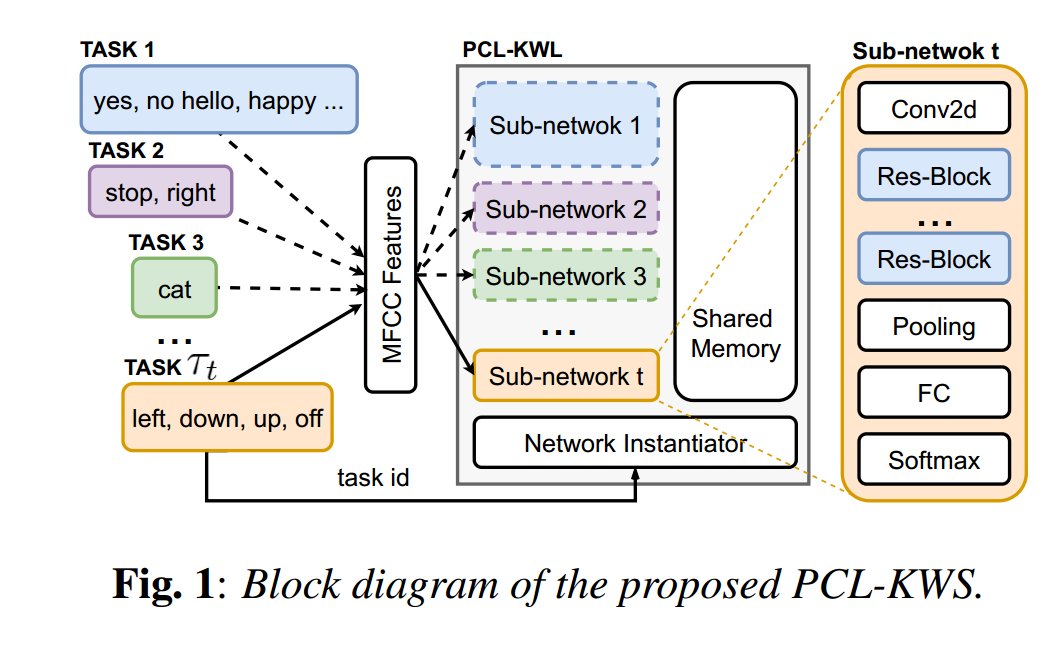 TASK 1
yes, no hello, happy ...
TASK 2
stop, right
TASK 3
cat
...
TASK τt
left, down, up, off
task id
MFCC Features
PCL-KWL
Sub-netwok 1
Sub-network 2
Sub-network 3
...
Sub-network t
Shared
Memory
Network Instantiator
Sub-netwok t
Conv2d
Res-Block
...
Res-Block
Pooling
FC
Softmax
Fig. 1: Block diagram of the proposed PCL-KWS.